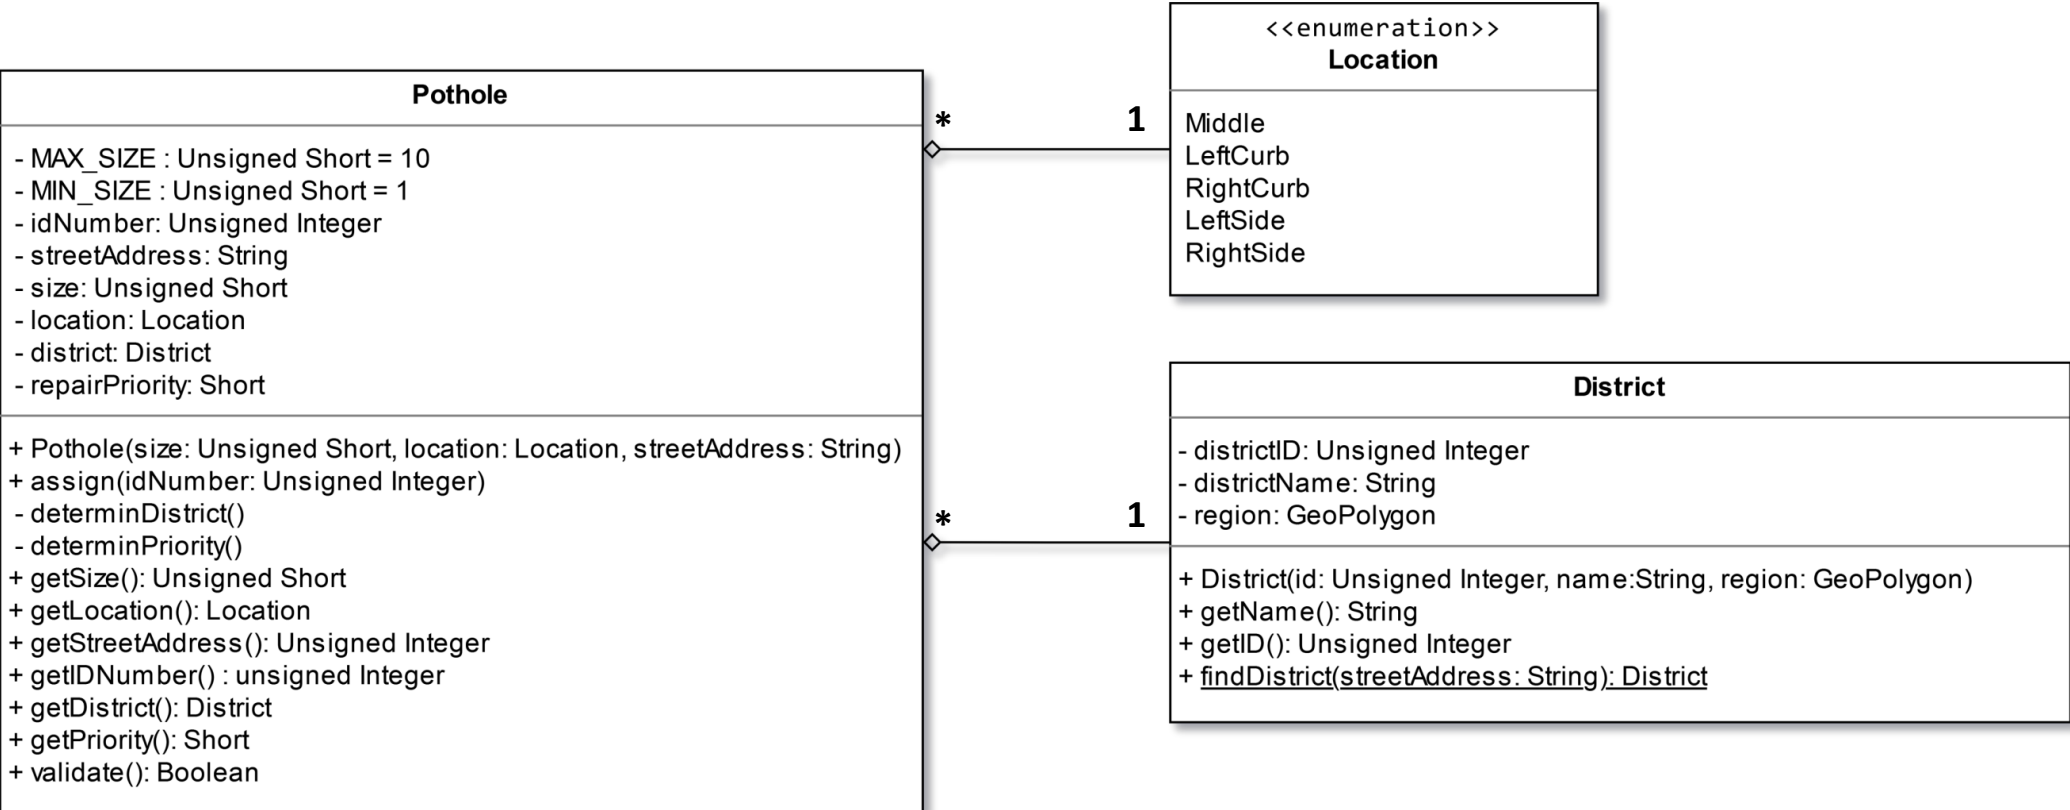 Pothole
- MAX_SIZE : Unsigned Short = 10
- MIN_SIZE : Unsigned Short = 1
- idNumber: Unsigned Integer
- streetAddress: String
- size: Unsigned Short
- location: Location
- district: District
- repairPriority: Short
+ Pothole(size: Unsigned Short, location: Location, streetAddress: String)
+ assign(idNumber: Unsigned Integer)
- determinDistrict()
- determinPriority()
+ getSize(): Unsigned Short
+ getLocation(): Location
+ getStreetAddress(): Unsigned Integer
+ getIDNumber() : unsigned Integer
+ getDistrict(): District
+ getPriority(): Short
+ validate(): Boolean
* 1
<<enumeration>>
Location
Middle
LeftCurb
RightCurb
LeftSide
RightSide
* 1
District
- districtID: Unsigned Integer
- districtName: String
- region: GeoPolygon
+ District(id: Unsigned Integer, name:String, region: GeoPolygon)
+ getName(): String
+ getID(): Unsigned Integer
+ findDistrict(streetAddress: String): District